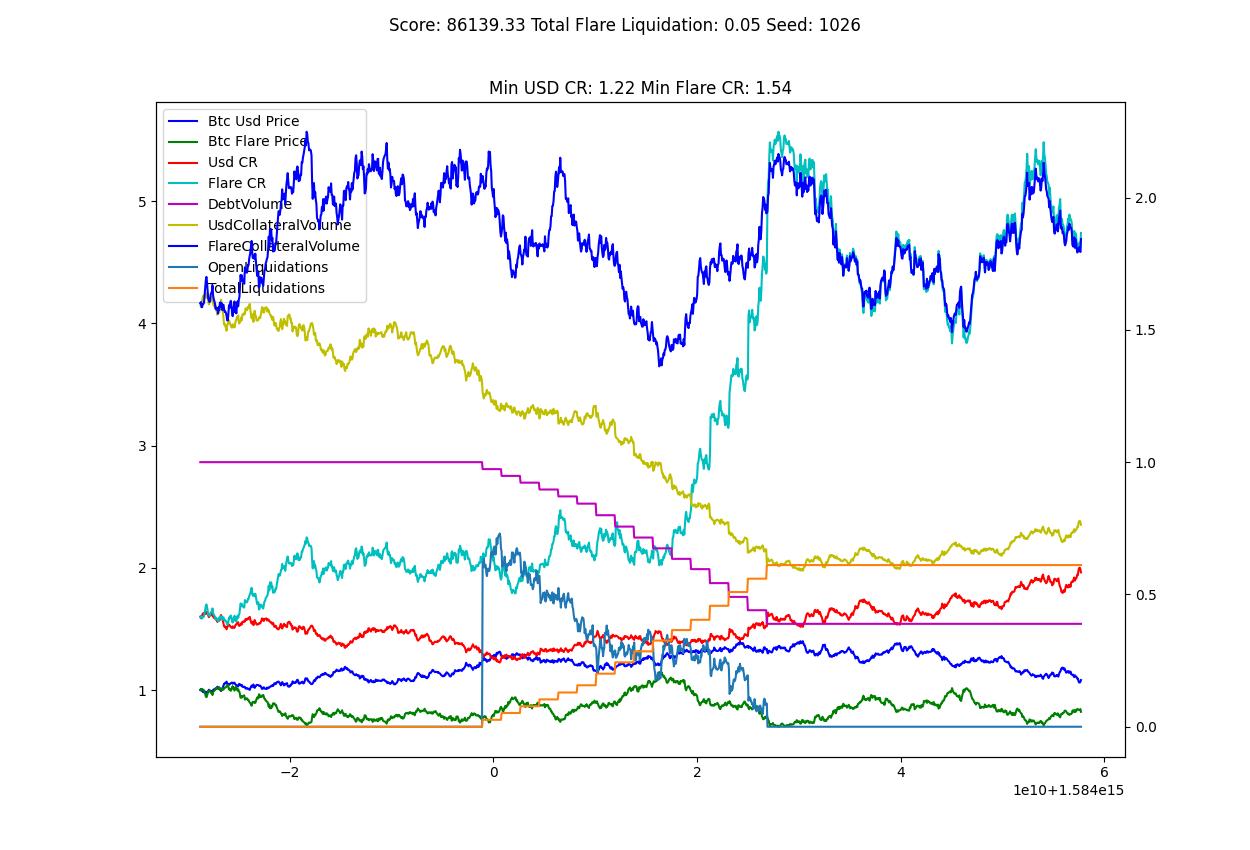 Score: 86139.33 Total Flare Liquidation: 0.05 Seed: 1026
Min USD CR: 1.22 Min Flare CR: 1.54
Btc Usd Price
Btc Flare Price
Usd CR
Flare CR
DebtVolume
UsdCollateralVolume
FlareCollateralVolume
OpenLiquidations
TotalLiquidations
5
4
3
2
1
2.0
1.5
1.0
0.5
0.0
−2
0
2
4
6
1e10+1.584e15